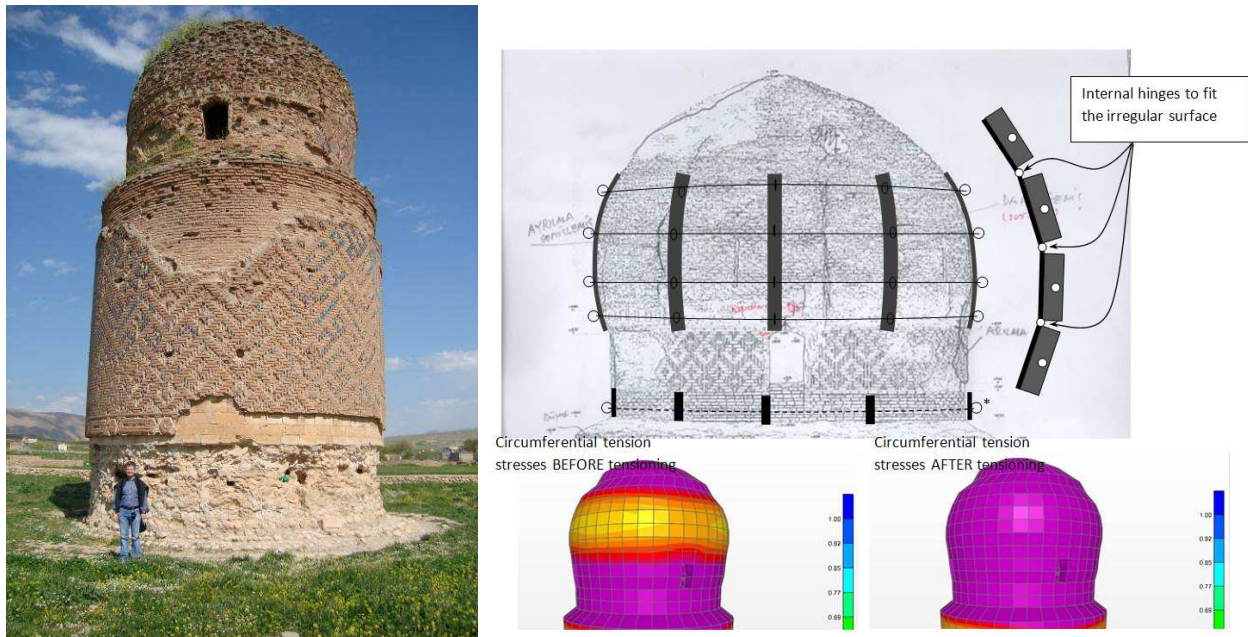 Internal hinges to fit
the irregular surface
AYRILMA
*
Circumferential tension
stresses BEFORE tensioning
Circumferential tension
stresses AFTER tensioning
1.00
0.92
0.85
0.77
0.69
1.00
0.92
0.85
0.77
0.69